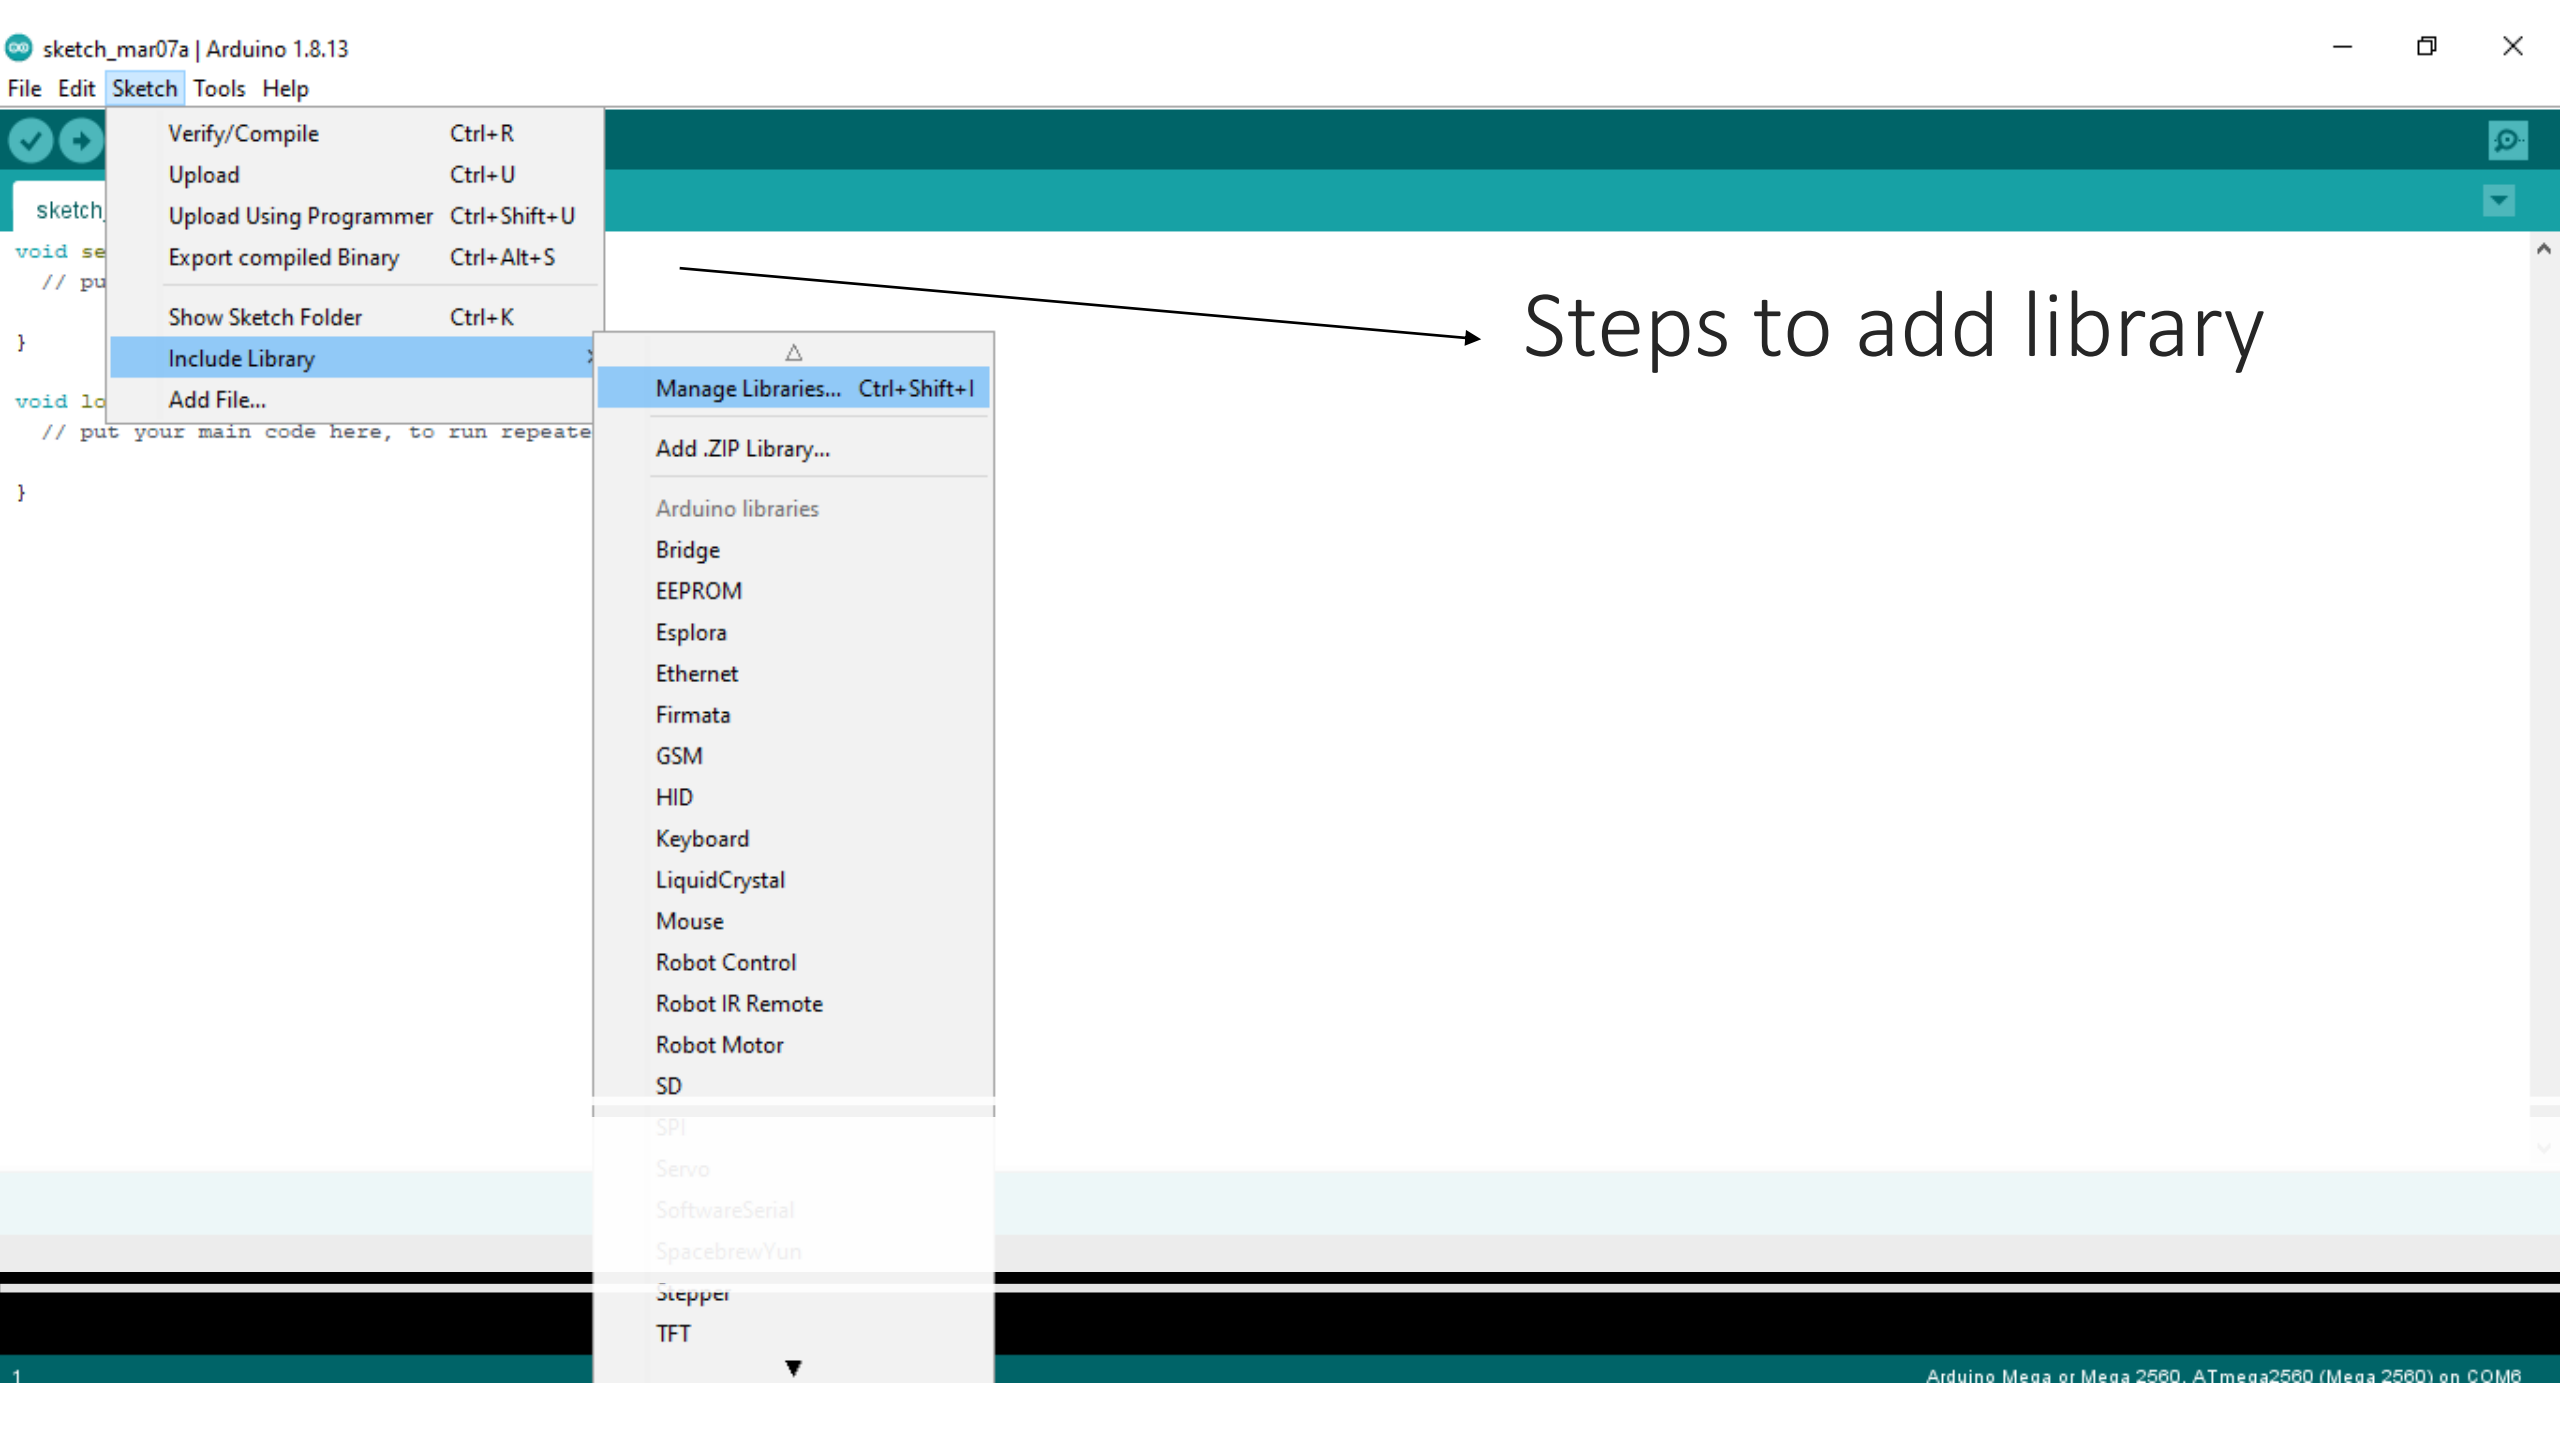 sketch_mar07a | Arduino 1.8.13
File Edit Sketch Tools Help
Verify/Compile Ctrl+R
Upload Ctrl+U
Upload Using Programmer Ctrl+Shift+U
Export compiled Binary Ctrl+Alt+S
Show Sketch Folder Ctrl+K
Include Library
Add File...
sketch_
void se
// pu
}
void lo
// put your main code here, to run repeate
}
Manage Libraries... Ctrl+Shift+I
Add .ZIP Library...
Arduino libraries
Bridge
EEPROM
Esplora
Ethernet
Firmata
GSM
HID
Keyboard
LiquidCrystal
Mouse
Robot Control
Robot IR Remote
Robot Motor
SD
SPI
Servo
SoftwareSerial
SpacebrewYun
Stepper
TFT
Steps to add library
1
Arduino Mega or Mega 2560, ATmega2560 (Mega 2560) on COM6